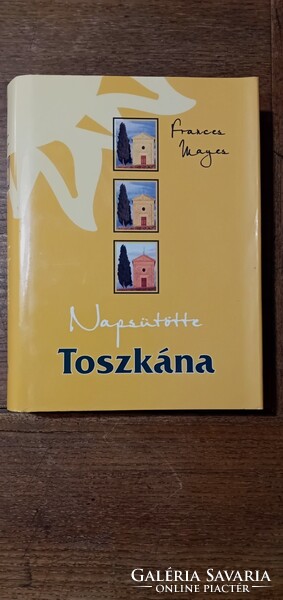 Frances
Mayes
Napsütötte
Toszkána
GALÉRIA SAVARIA
ONLINE PIACTÉR